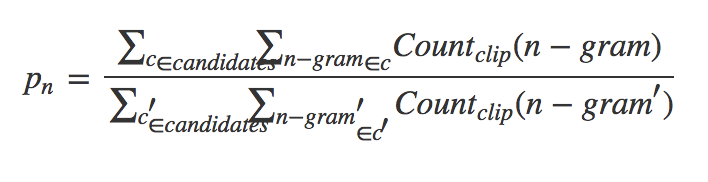 pₙ = \frac{\sum_{c \in candidates} \sum_{n-gram \in c} Count_{clip}(n - gram)}{\sum_{c' \in candidates} \sum_{n-gram' \in c'} Count_{clip}(n - gram')}